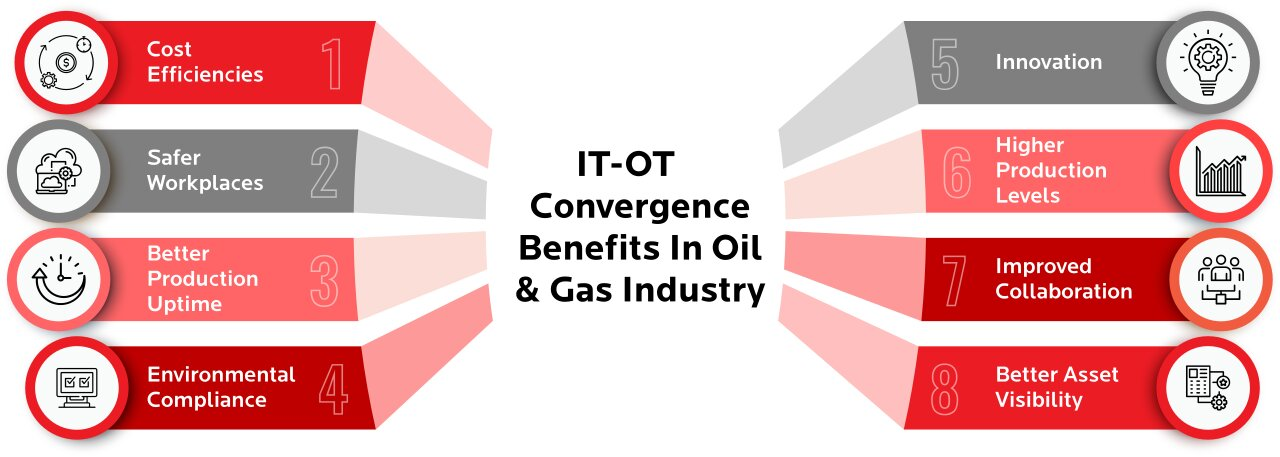 Cost
Efficiencies
1
Safer
Workplaces
2
Better
Production
Uptime
3
Environmental
Compliance
4
IT-OT
Convergence
Benefits In Oil
& Gas Industry
5
Innovation
6
Higher
Production
Levels
7
Improved
Collaboration
8
Better Asset
Visibility